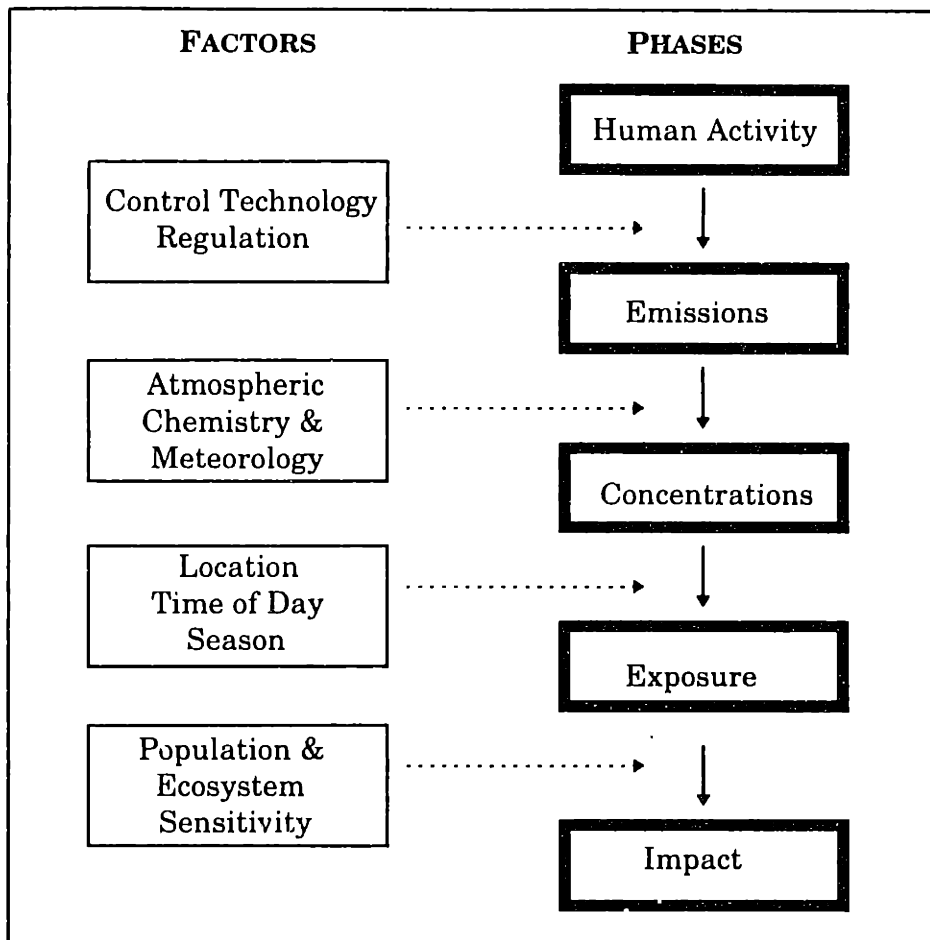 FACTORS
PHASES
Human Activity
Control Technology
Regulation
Emissions
Atmospheric
Chemistry &
Meteorology
Concentrations
Location
Time of Day
Season
Exposure
Population &
Ecosystem
Sensitivity
Impact